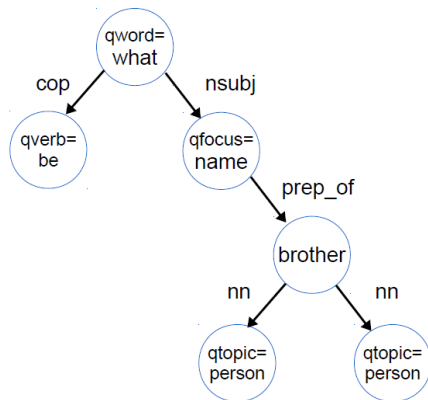 qword=
what
cop
nsubj
qverb=
be
qfocus=
name
prep_of
brother
nn
nn
qtopic=
person
qtopic=
person